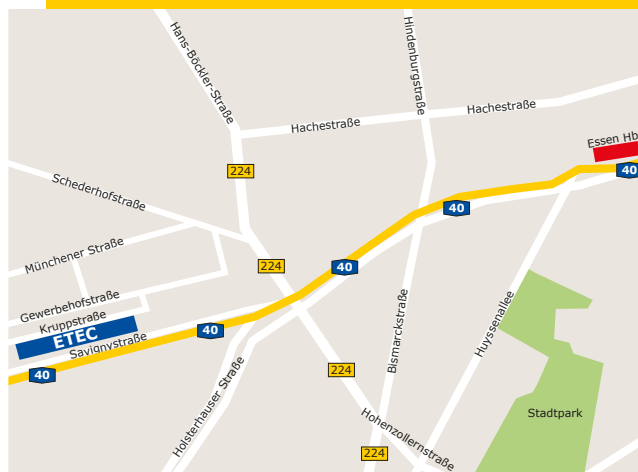 Hans-Böckler-Straße
Hindenburgstraße
Hachestraße
Hachestraße
Essen Hb
40
224
Schederhofstraße
40
Münchener Straße
224
40
Gewerbehofstraße
Kruppstraße
ETEC
Savignystraße
40
Bismarckstraße
Huyssenallee
40
Holsterhauser Straße
224
Hohenzollernstraße
Stadtpark
224